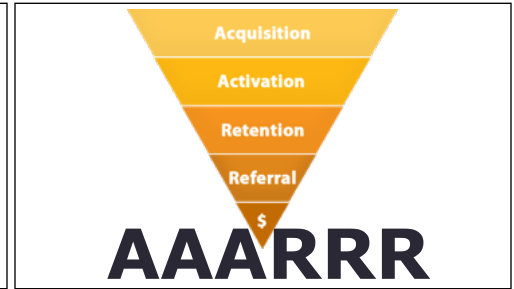 Acquisition
Activation
Retention
Referral
$
AAARRR